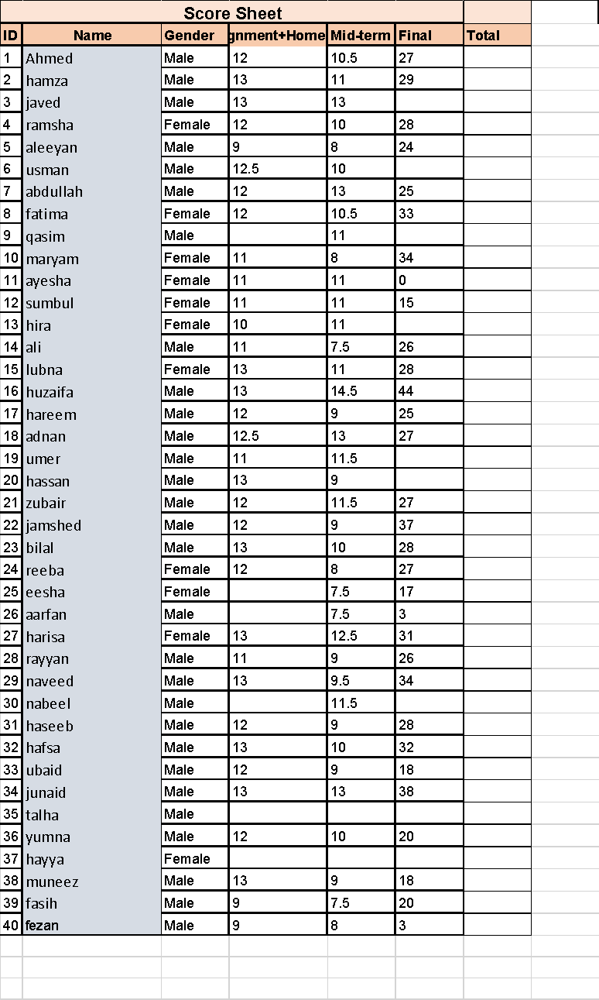 Score Sheet
ID Name Gender gnment+Home Mid-term Final Total
1 Ahmed Male 12 10.5 27
2 hamza Male 13 11 29
3 javed Male 13 13
4 ramsha Female 12 10 28
5 aleeyan Male 9 8 24
6 usman Male 12.5 10
7 abdullah Male 12 13 25
8 fatima Female 12 10.5 33
9 qasim Male 11
10 maryam Female 11 8 34
11 ayesha Female 11 11 0
12 sumbul Female 11 11 15
13 hira Female 10 11
14 ali Male 11 7.5 26
15 lubna Female 13 11 28
16 huzaifa Male 13 14.5 44
17 hareem Male 12 9 25
18 adnan Male 12.5 13 27
19 umer Male 11 11.5
20 hassan Male 13 9
21 zubair Male 12 11.5 27
22 jamshed Male 12 9 37
23 bilal Male 13 10 28
24 reeba Female 12 8 27
25 eesha Female 7.5 17
26 aarfan Male 7.5 3
27 harisa Female 13 12.5 31
28 rayyan Male 11 9 26
29 naveed Male 13 9.5 34
30 nabeel Male 11.5
31 haseeb Male 12 9 28
32 hafsa Male 13 10 32
33 ubaid Male 12 9 18
34 junaid Male 13 13 38
35 talha Male
36 yumna Male 12 10 20
37 hayya Female
38 muneez Male 13 9 18
39 fasih Male 9 7.5 20
40 fezan Male 9 8 3